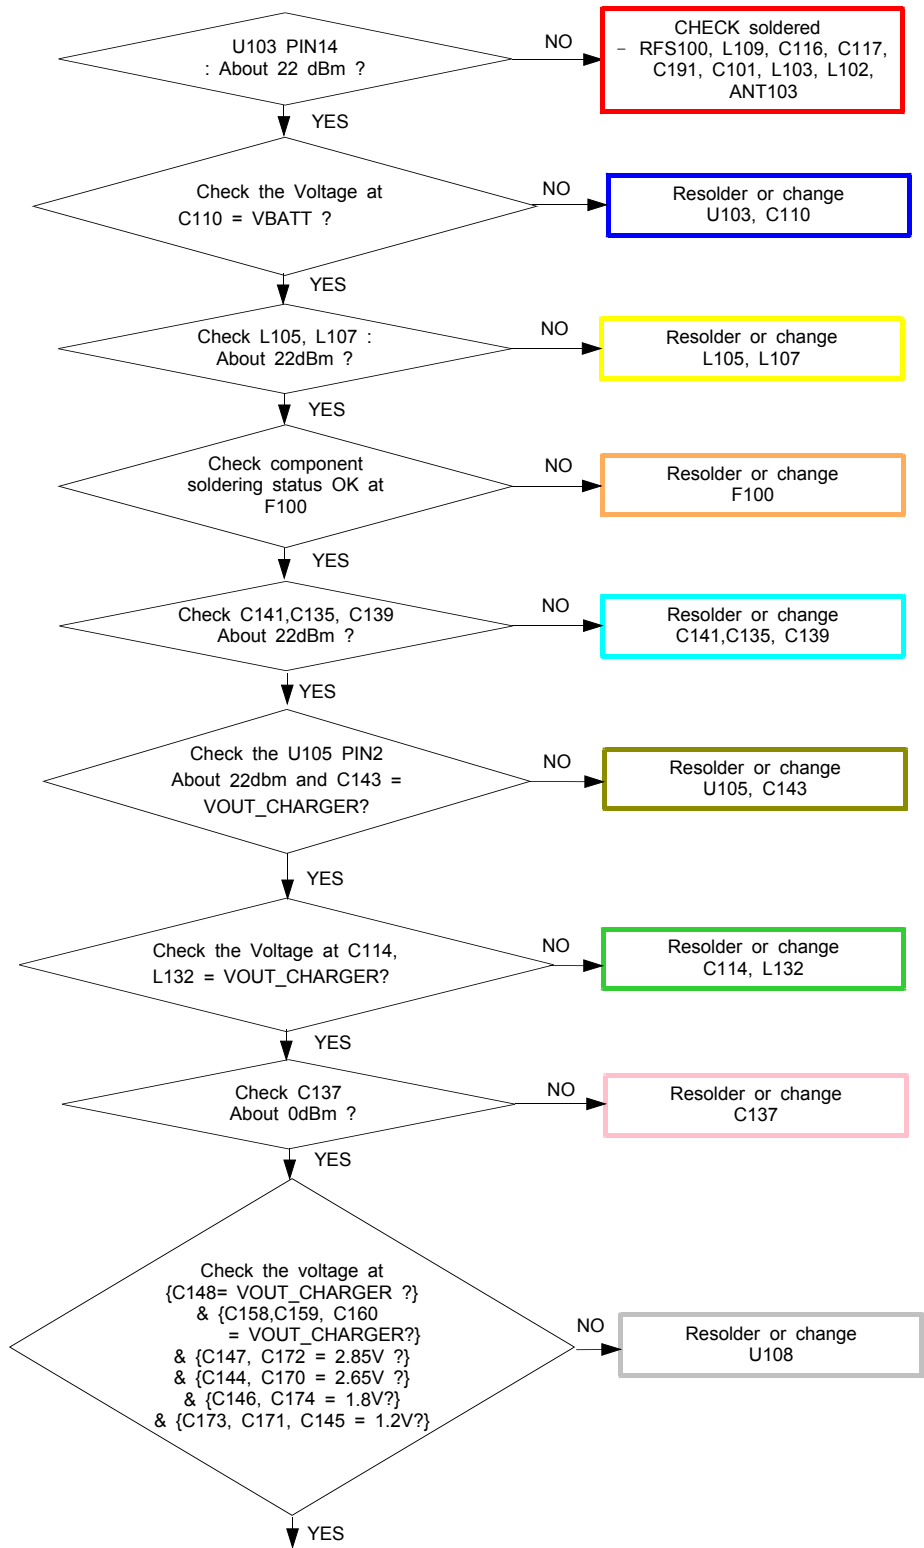 U103 PIN14
: About 22 dBm ?
NO
CHECK soldered
- RFS100, L109, C116, C117,
C191, C101, L103, L102,
ANT103
YES
Check the Voltage at
C110 = VBATT ?
NO
Resolder or change
U103, C110
YES
Check L105, L107 :
About 22dBm ?
NO
Resolder or change
L105, L107
YES
Check component
soldering status OK at
F100
NO
Resolder or change
F100
YES
Check C141,C135, C139
About 22dBm ?
NO
Resolder or change
C141,C135, C139
YES
Check the U105 PIN2
About 22dbm and C143 =
VOUT_CHARGER?
NO
Resolder or change
U105, C143
YES
Check the Voltage at C114,
L132 = VOUT_CHARGER?
NO
Resolder or change
C114, L132
YES
Check C137
About 0dBm ?
NO
Resolder or change
C137
YES
Check the voltage at
{C148= VOUT_CHARGER ?}
& {C158,C159, C160
= VOUT_CHARGER?}
& {C147, C172 = 2.85V ?}
& {C144, C170 = 2.65V ?}
& {C146, C174 = 1.8V?}
& {C173, C171, C145 = 1.2V?}
NO
Resolder or change
U108
YES